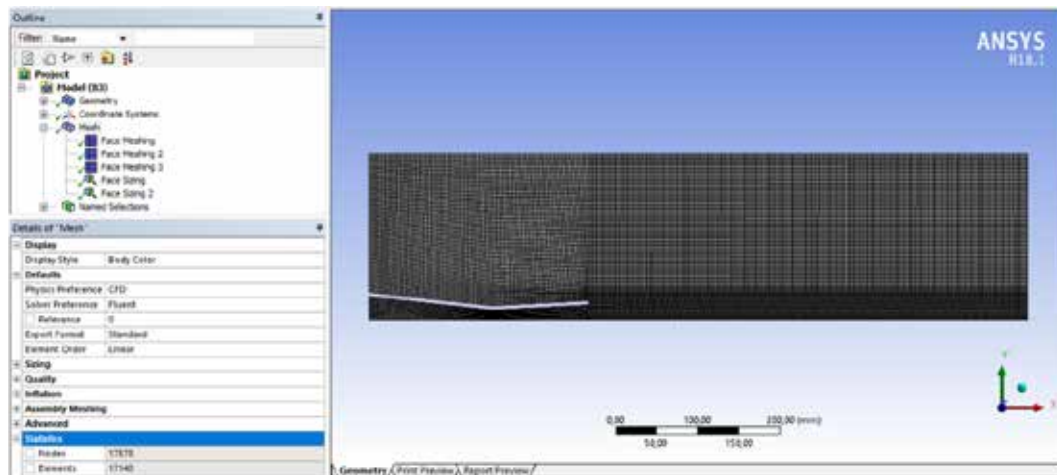 Outline
Filter: Name
Project
Model (B3)
Geometry
Coordinate Systems
Mesh
Face Meshing
Face Meshing 2
Face Meshing 3
Face Sizing
Face Sizing 2
Named Selections
Details of "Mesh"
Display
Display Style Body Color
Defaults
Physics Preference CFD
Solver Preference Fluent
Relevance 0
Export Format Standard
Element Order Linear
Sizing
Quality
Inflation
Assembly Meshing
Advanced
Statistics
Nodes 17678
Elements 17140
ANSYS
R18.1
0,00 100,00 200,00 (mm)
50,00 150,00
Y
X
Geometry Print Preview Report Preview